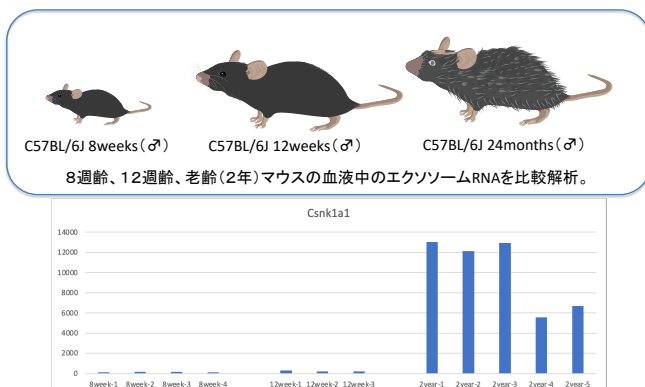 C57BL/6J 8weeks(♂) C57BL/6J 12weeks(♂) C57BL/6J 24months(♂)
8週齢、12週齢、老齢(2年)マウスの血液中のエクソソームRNAを比較解析。
Csnk1a1
14000
12000
10000
8000
6000
4000
2000
0
8week-1 8week-2 8week-3 8week-4 12week-1 12week-2 12week-3 2year-1 2year-2 2year-3 2year-4 2year-5